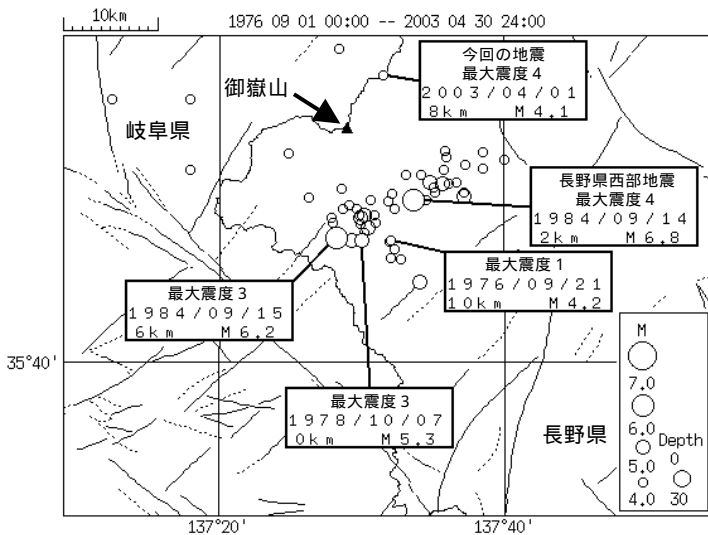 10km
1976 09 01 00:00 -- 2003 04 30 24:00
今回の地震
最大震度４
2003/04/01
8km M4.1
御嶽山
岐阜県
長野県西部地震
最大震度４
1984/09/14
2km M6.8
最大震度１
1976/09/21
10km M4.2
最大震度３
1984/09/15
6km M6.2
最大震度３
1978/10/07
0km M5.3
長野県
35°40'
137°20'
137°40'
M
7.0
6.0
5.0
4.0
Depth
0
30